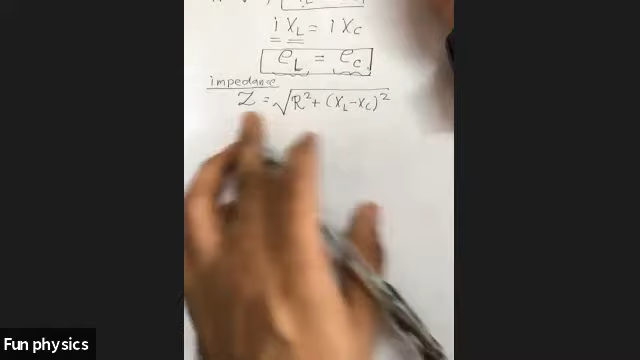 i X_L = i X_C
e_L = e_C
impedance
Z = √R² + (X_L - X_C)²
Fun physics